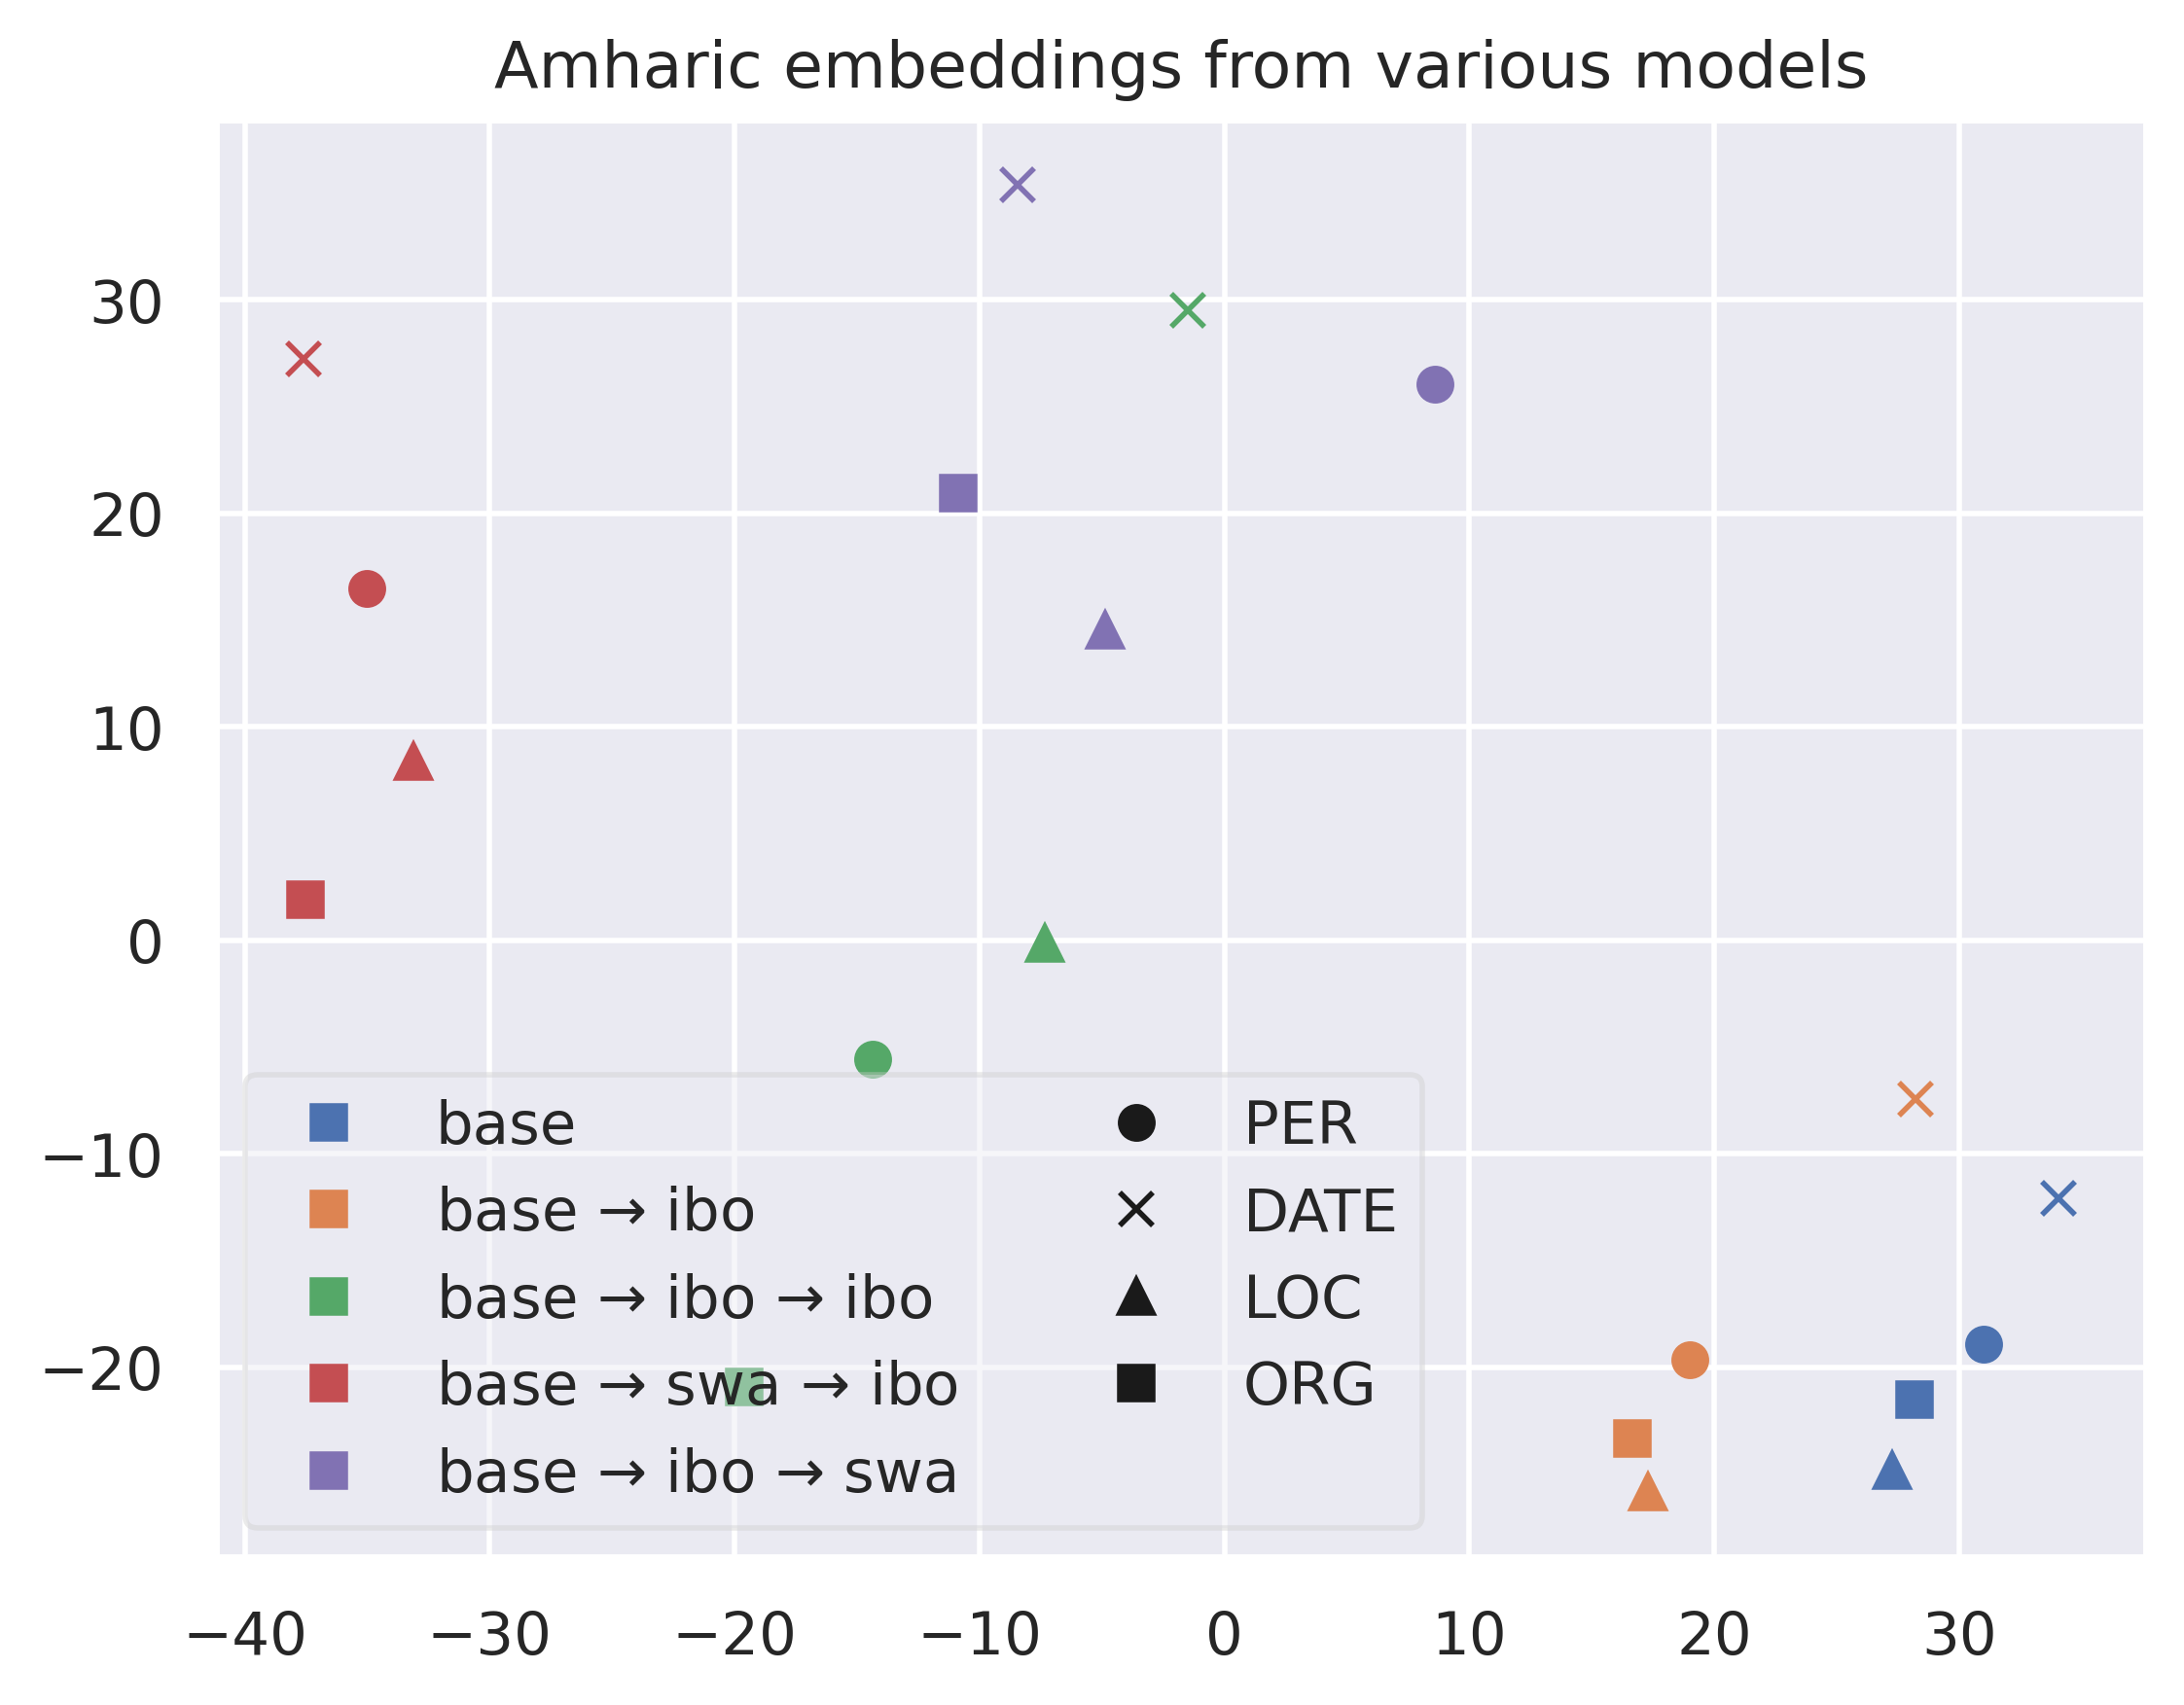 Amharic embeddings from various models
30
20
10
0
−10
−20
base
base → ibo
base → ibo → ibo
base → swa → ibo
base → ibo → swa
PER
DATE
LOC
ORG
−40 −30 −20 −10 0 10 20 30